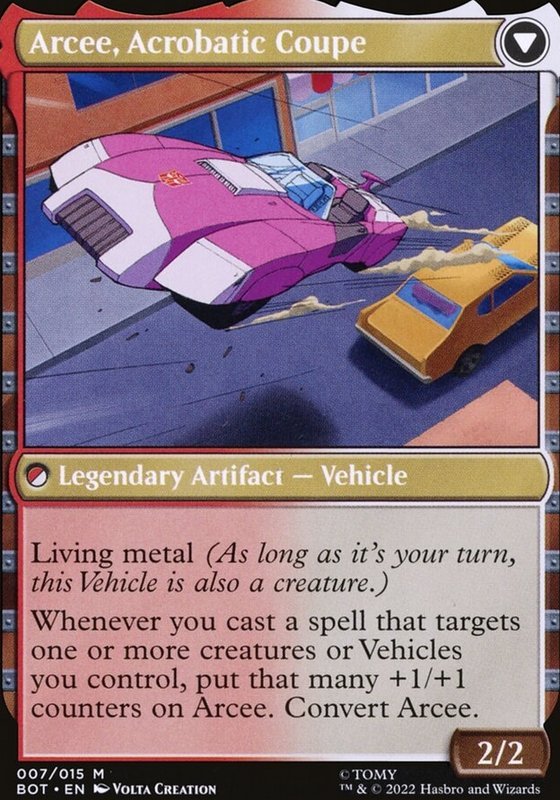 Arcee, Acrobatic Coupe
Legendary Artifact — Vehicle
Living metal (As long as it's your turn,
this Vehicle is also a creature.)
Whenever you cast a spell that targets
one or more creatures or Vehicles
you control, put that many +1/+1
counters on Arcee. Convert Arcee.
2/2
007/015 M
BOT • EN Volta Creation
© TOMY
™ & © 2022 Hasbro and Wizards